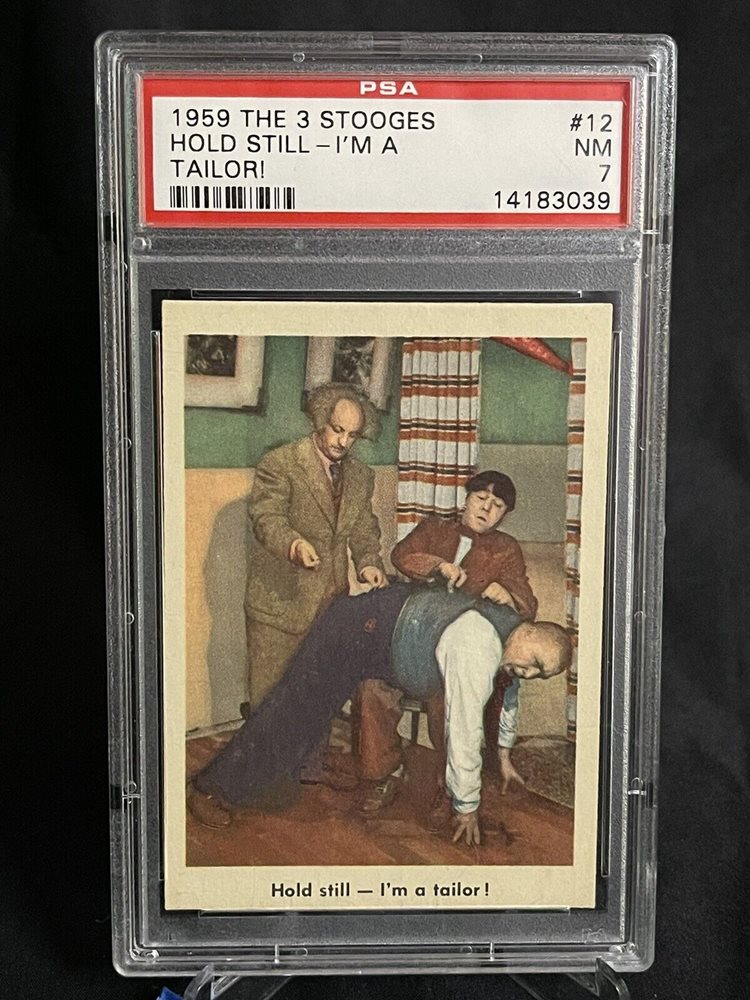 PSA
1959 THE 3 STOOGES #12
HOLD STILL-I'M A NM
TAILOR! 7
14183039
Hold still — I'm a tailor!